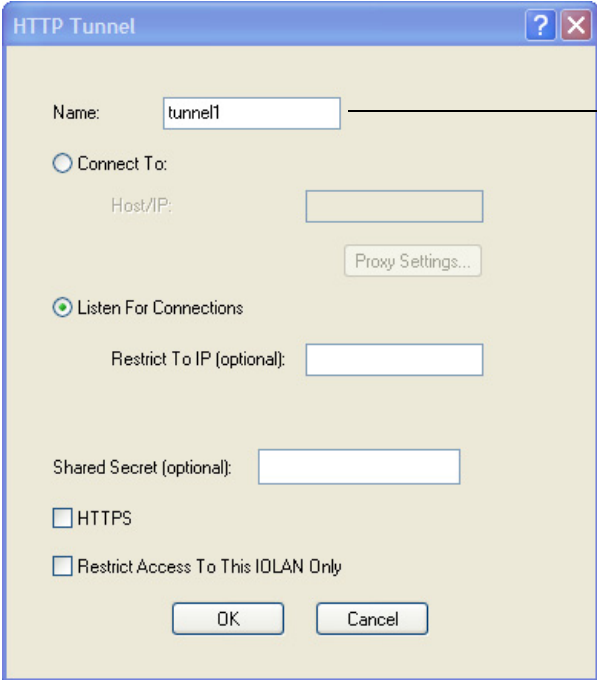 HTTP Tunnel
Name: tunnel1
Connect To:
Host/IP:
Proxy Settings...
Listen For Connections
Restrict To IP (optional):
Shared Secret (optional):
HTTPS
Restrict Access To This IOLAN Only
OK Cancel